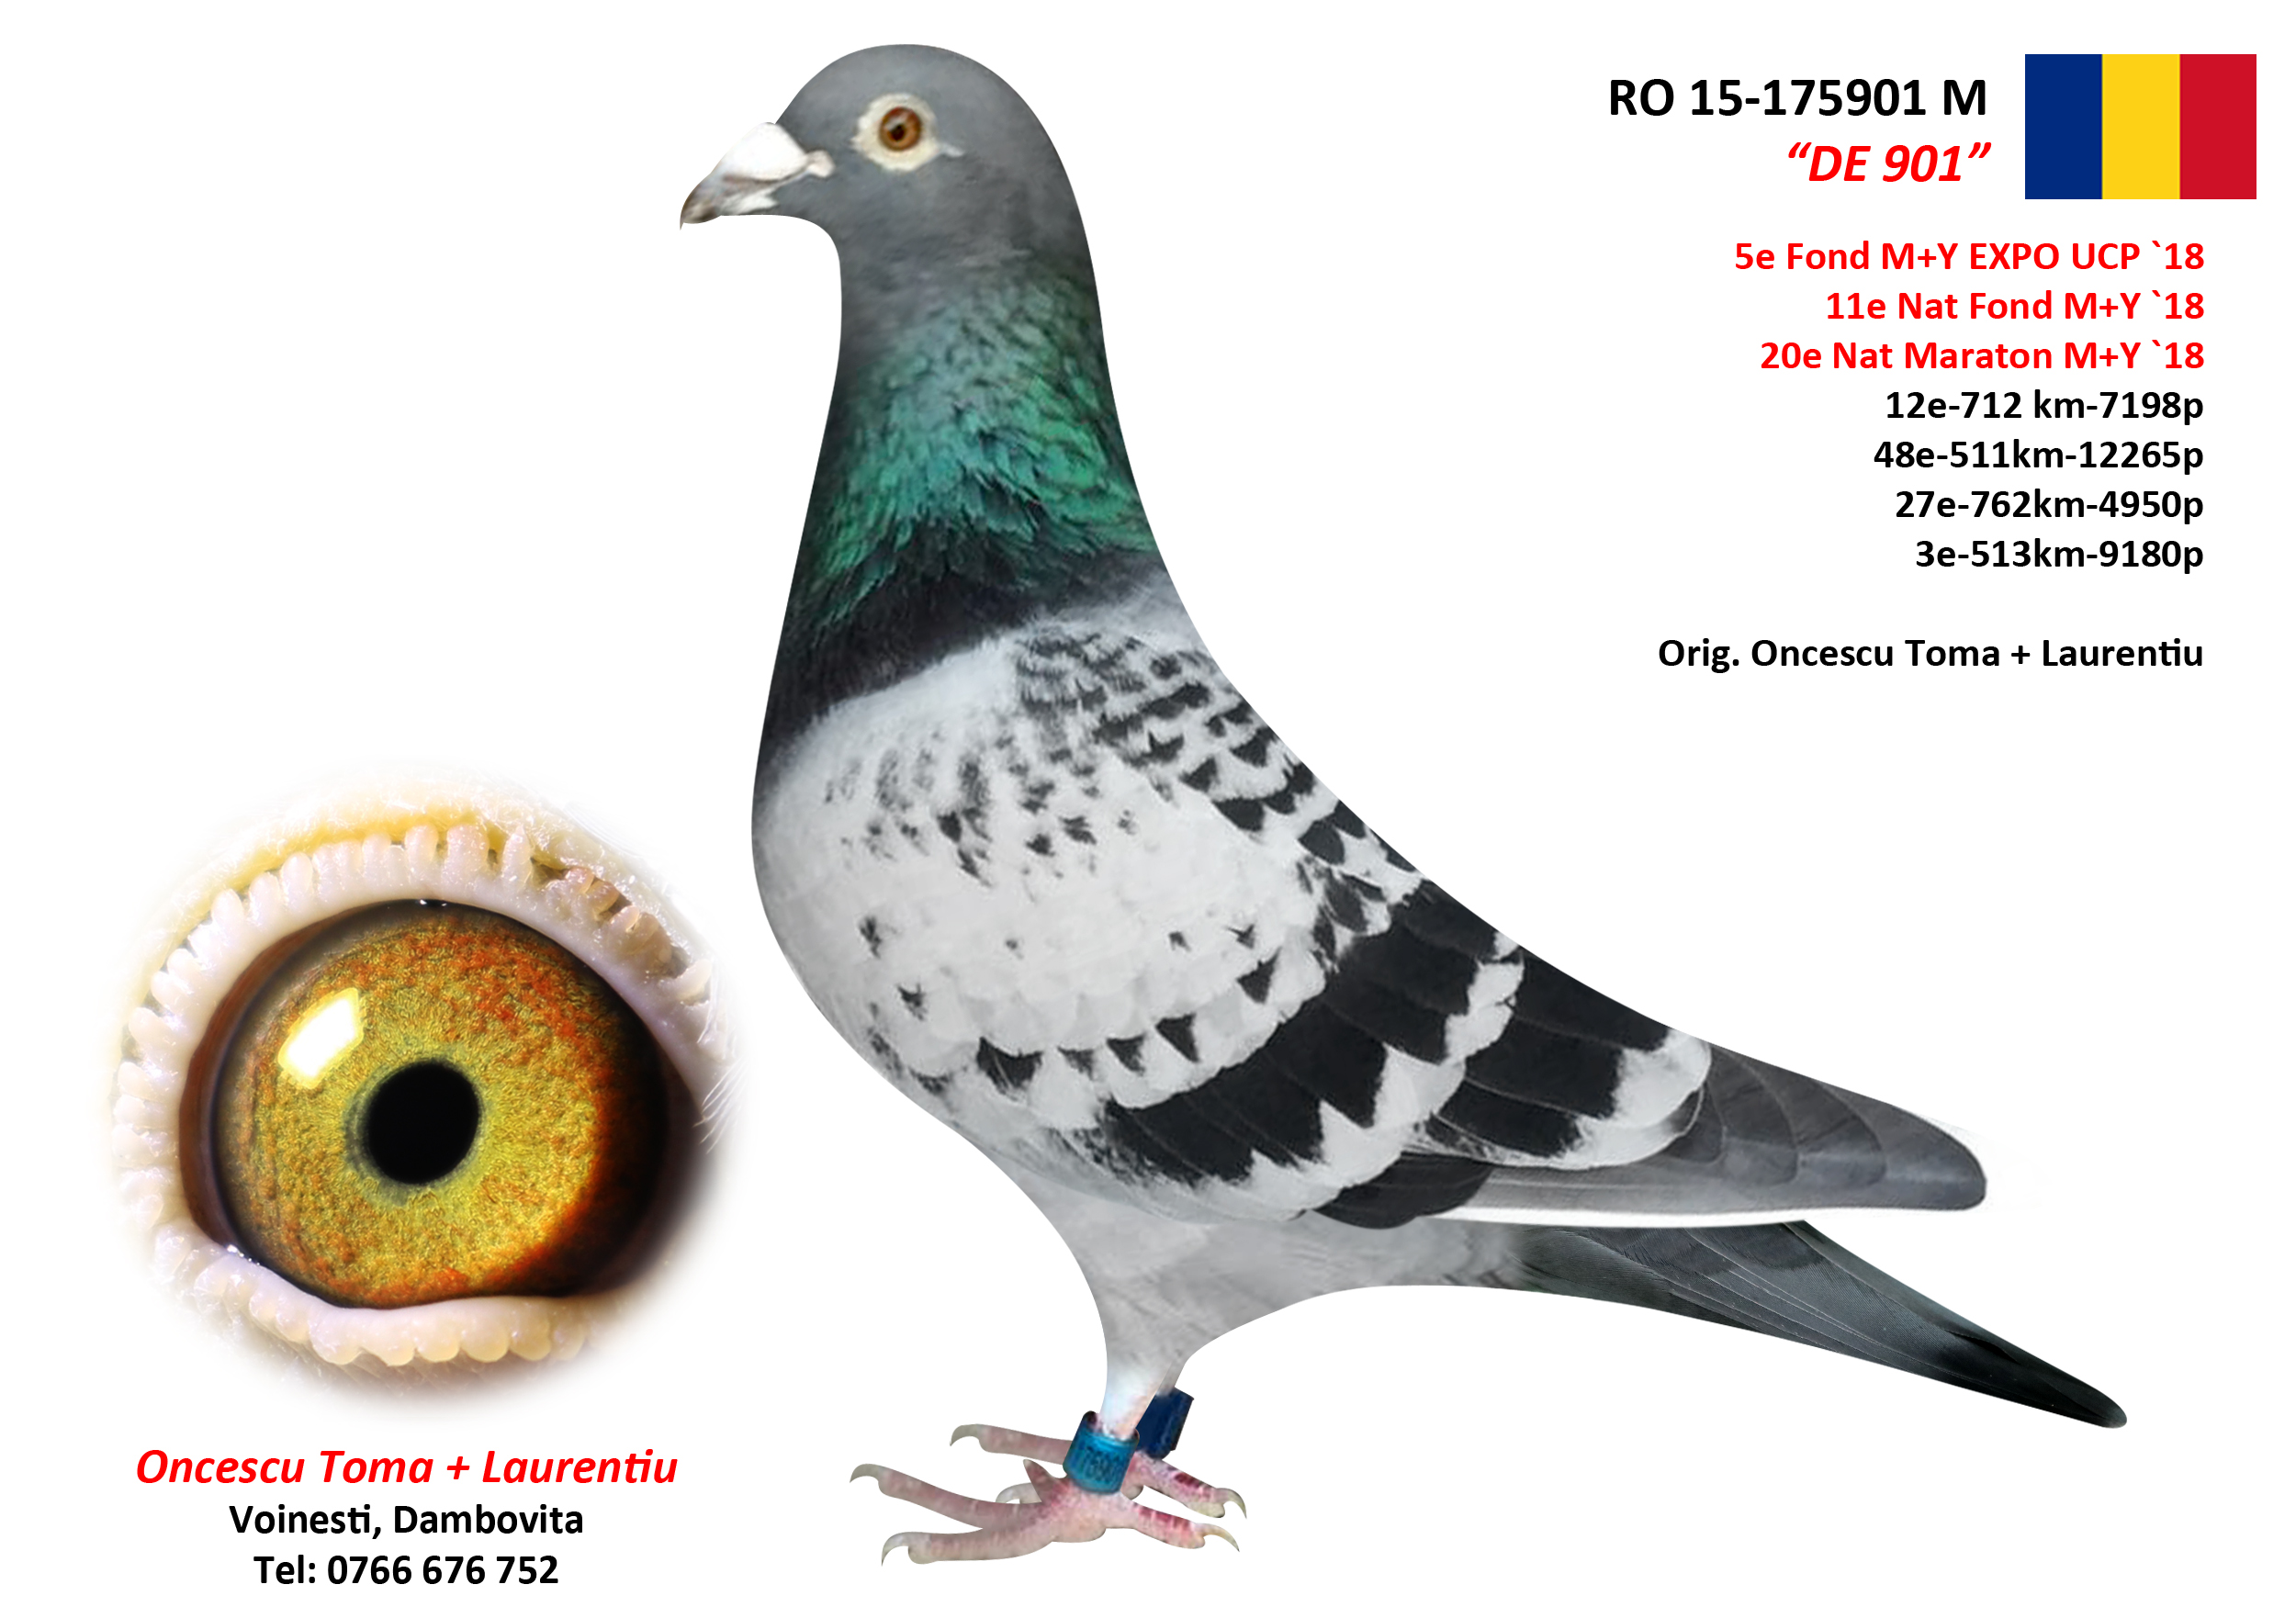 RO 15-175901 M
“DE 901”
5e Fond M+Y EXPO UCP `18
11e Nat Fond M+Y `18
20e Nat Maraton M+Y `18
12e-712 km-7198p
48e-511km-12265p
27e-762km-4950p
3e-513km-9180p
Orig. Oncescu Toma + Laurentiu
Oncescu Toma + Laurentiu
Voinesti, Dambovita
Tel: 0766 676 752